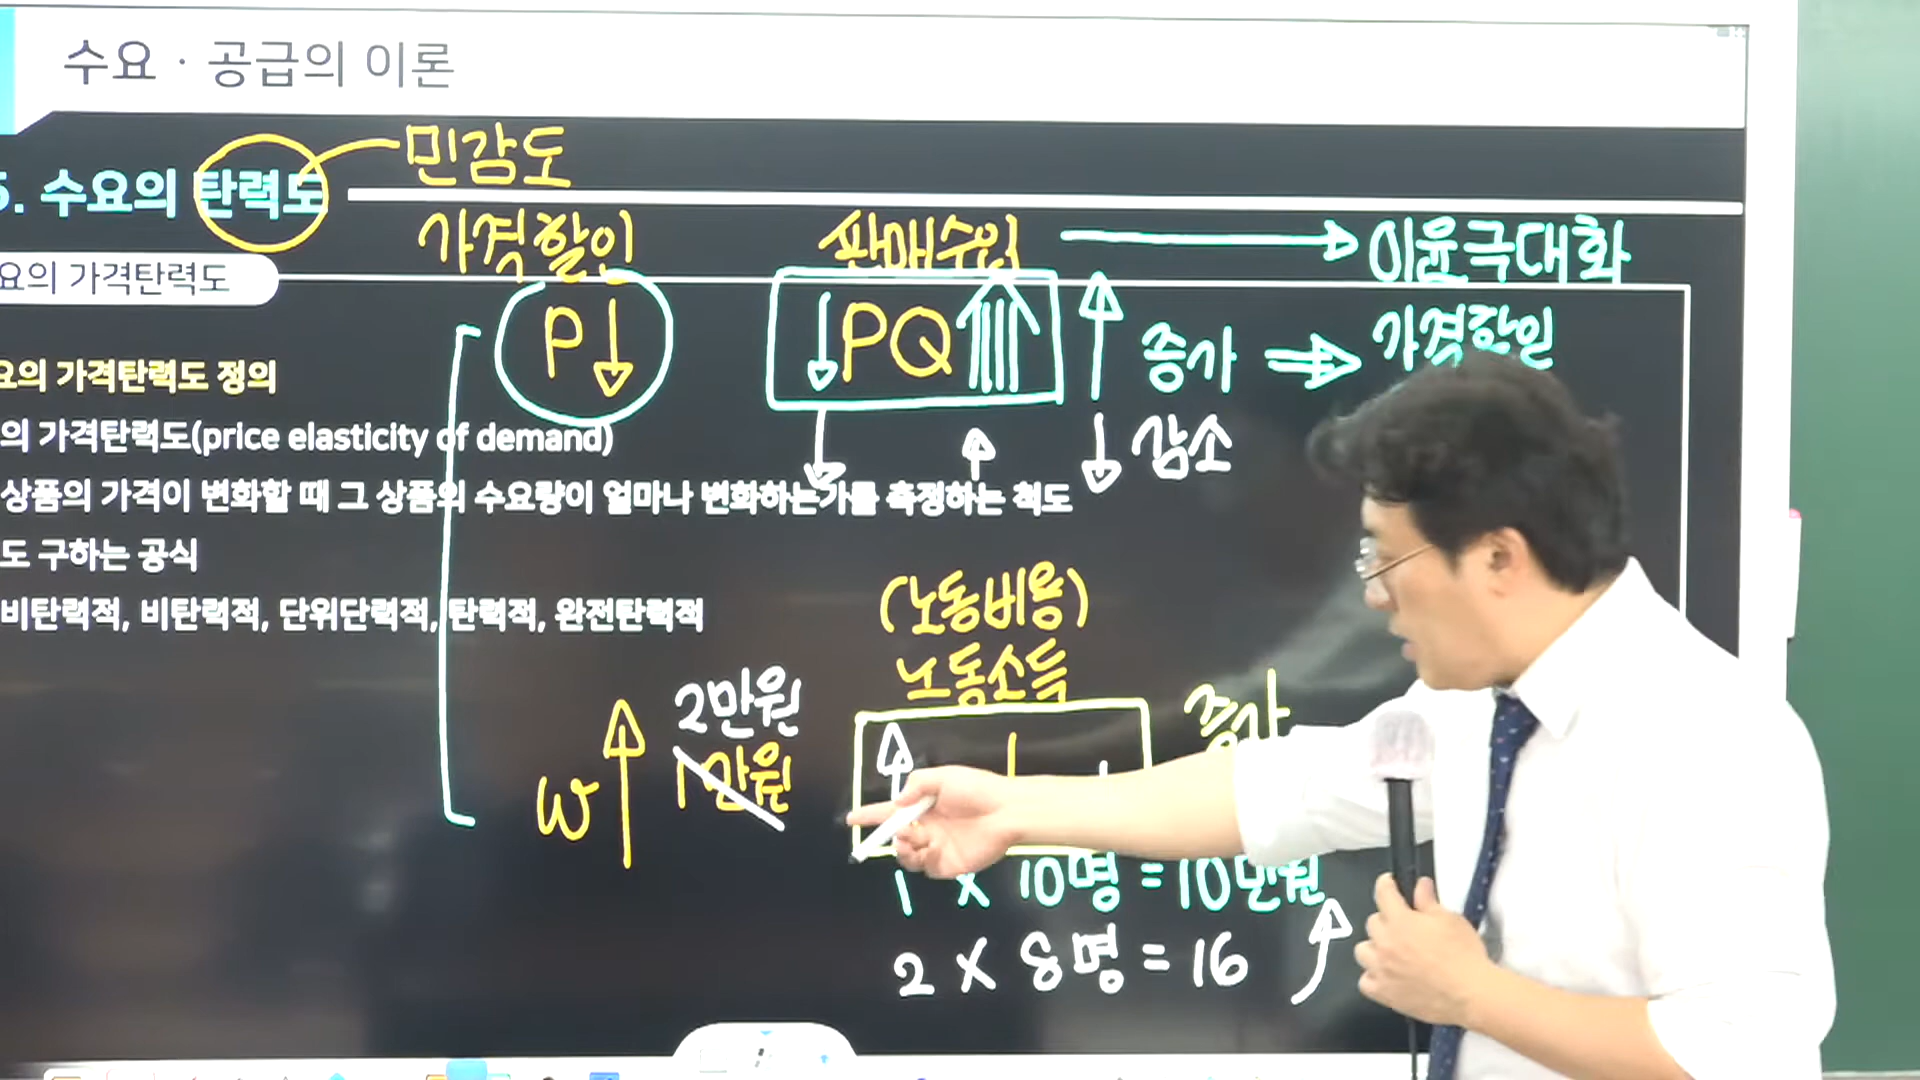 수요 · 공급의 이론
5. 수요의 탄력도
민감도
요의 가격탄력도
가격할인
판매수입
이윤극대화
P
PQ
증가
가격할인
감소
요의 가격탄력도 정의
의 가격탄력도(price elasticity of demand)
상품의 가격이 변화할 때 그 상품의 수요량이 얼마나 변화하는가를 측정하는 척도
도 구하는 공식
비탄력적, 비탄력적, 단위탄력적, 탄력적, 완전탄력적
(노동비용)
노동소득
2만원
1만원
증가
w
1 × 10명 = 10만원
2 × 8명 = 16